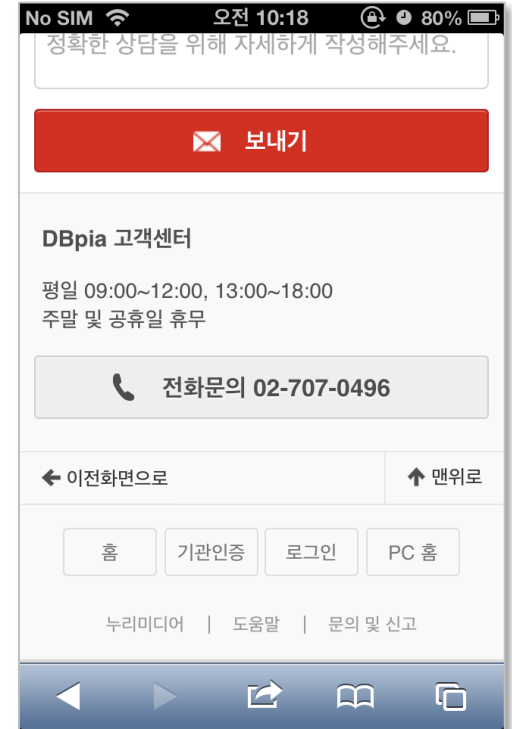 No SIM 오전 10:18 80%
정확한 상담을 위해 자세하게 작성해주세요.
보내기
DBpia 고객센터
평일 09:00~12:00, 13:00~18:00
주말 및 공휴일 휴무
전화문의 02-707-0496
이전화면으로 맨위로
홈 기관인증 로그인 PC 홈
누리미디어 | 도움말 | 문의 및 신고